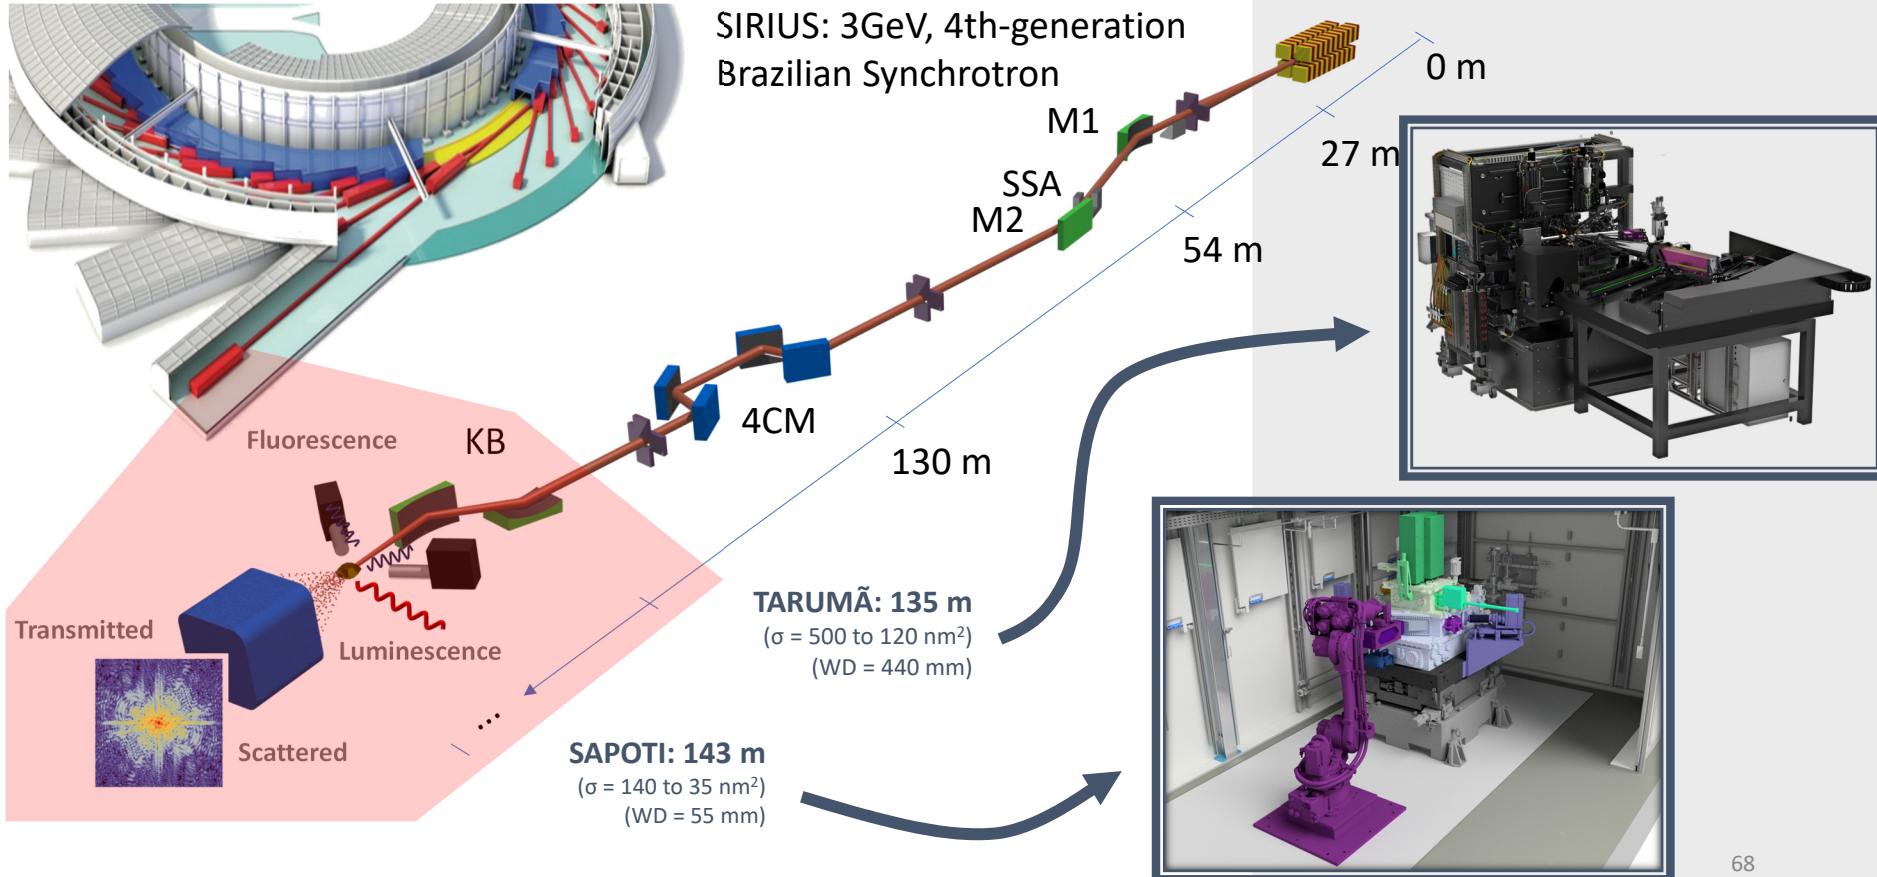 SIRIUS: 3GeV, 4th-generation
Brazilian Synchrotron
0 m
M1
27 m
SSA
M2
54 m
4CM
130 m
KB
Fluorescence
Transmitted
Luminescence
Scattered
...
TARUMÃ: 135 m
(σ = 500 to 120 nm²)
(WD = 440 mm)
SAPOTI: 143 m
(σ = 140 to 35 nm²)
(WD = 55 mm)
68